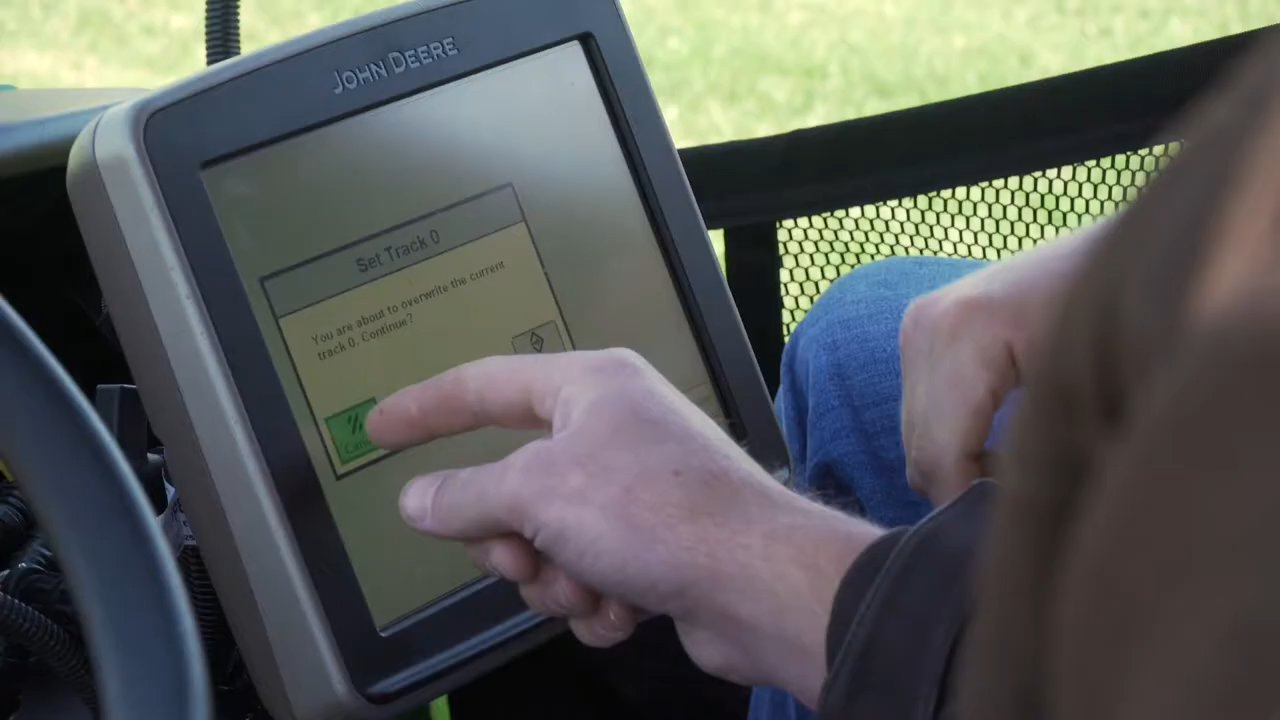 JOHN DEERE
Set Track 0
You are about to overwrite the current
track 0. Continue?